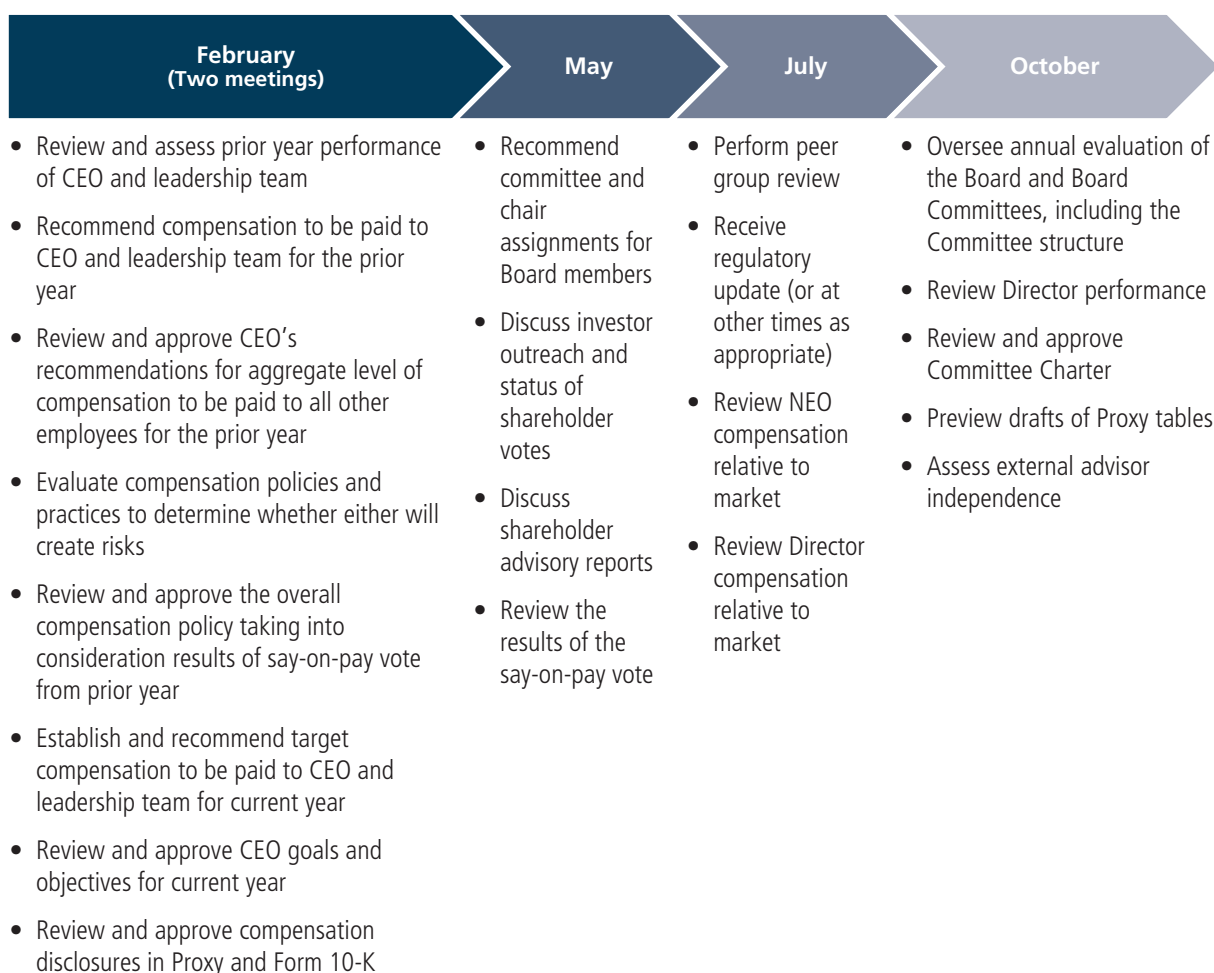 February
(Two meetings)
May
July
October
• Review and assess prior year performance
of CEO and leadership team
• Recommend compensation to be paid to
CEO and leadership team for the prior
year
• Review and approve CEO’s
recommendations for aggregate level of
compensation to be paid to all other
employees for the prior year
• Evaluate compensation policies and
practices to determine whether either will
create risks
• Review and approve the overall
compensation policy taking into
consideration results of say-on-pay vote
from prior year
• Establish and recommend target
compensation to be paid to CEO and
leadership team for current year
• Review and approve CEO goals and
objectives for current year
• Review and approve compensation
disclosures in Proxy and Form 10-K
• Recommend
committee and
chair
assignments for
Board members
• Discuss investor
outreach and
status of
shareholder
votes
• Discuss
shareholder
advisory reports
• Review the
results of the
say-on-pay vote
• Perform peer
group review
• Receive
regulatory
update (or at
other times as
appropriate)
• Review NEO
compensation
relative to
market
• Review Director
compensation
relative to
market
• Oversee annual evaluation of
the Board and Board
Committees, including the
Committee structure
• Review Director performance
• Review and approve
Committee Charter
• Preview drafts of Proxy tables
• Assess external advisor
independence